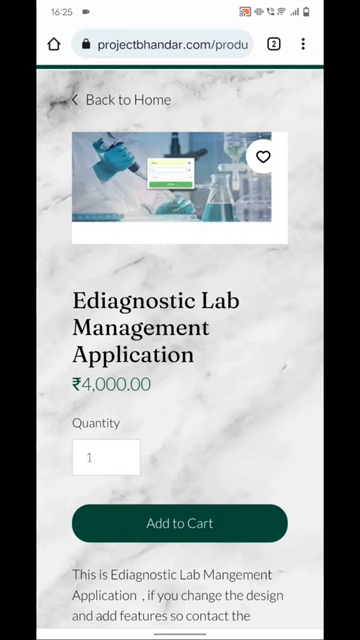 16:25
projectbhandar.com/produ
2
Back to Home
Ediagnostic Lab
Management
Application
₹4,000.00
Quantity
1
Add to Cart
This is Ediagnostic Lab Mangement
Application , if you change the design
and add features so contact the